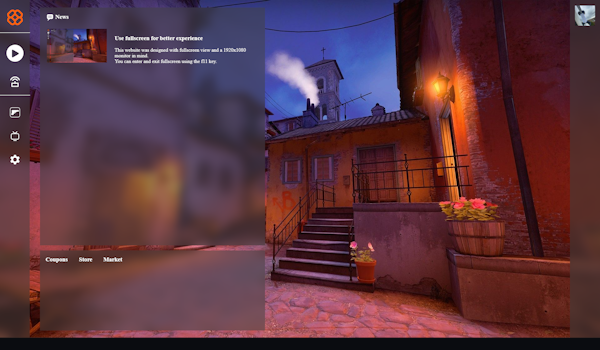 News
Use fullscreen for better experience
This website was designed with fullscreen view and a 1920x1080
monitor in mind.
You can enter and exit fullscreen using the f11 key.
Coupons Store Market